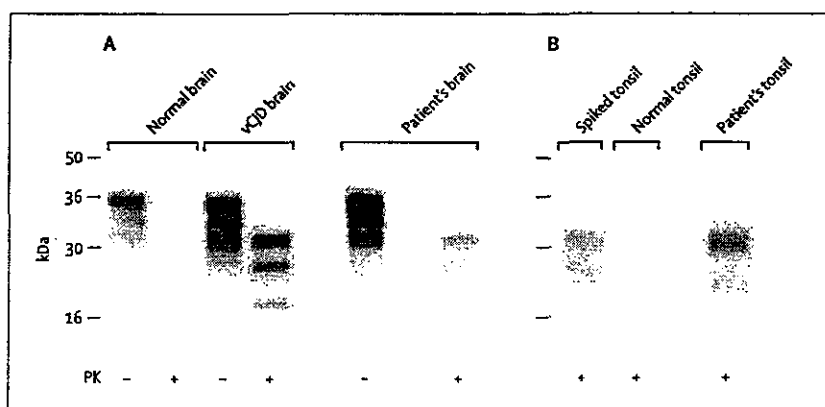 A
B
Normal brain
vCJD brain
Patient's brain
Spiked tonsil
Normal tonsil
Patient's tonsil
50
36
30
16
kDa
PK
− + − + − + + + +